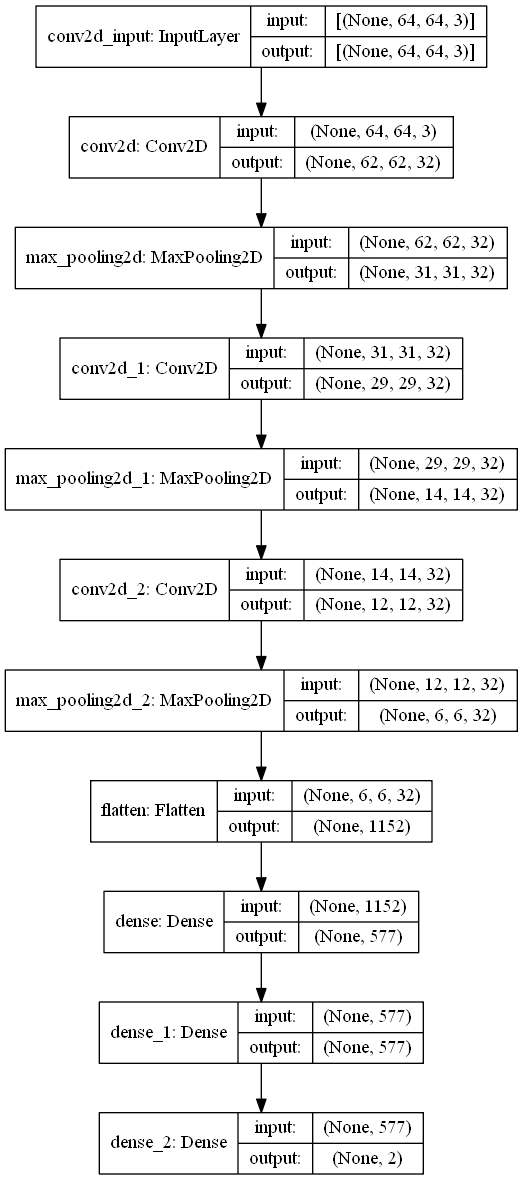 conv2d_input: InputLayer
input: [(None, 64, 64, 3)]
output: [(None, 64, 64, 3)]
conv2d: Conv2D
input: (None, 64, 64, 3)
output: (None, 62, 62, 32)
max_pooling2d: MaxPooling2D
input: (None, 62, 62, 32)
output: (None, 31, 31, 32)
conv2d_1: Conv2D
input: (None, 31, 31, 32)
output: (None, 29, 29, 32)
max_pooling2d_1: MaxPooling2D
input: (None, 29, 29, 32)
output: (None, 14, 14, 32)
conv2d_2: Conv2D
input: (None, 14, 14, 32)
output: (None, 12, 12, 32)
max_pooling2d_2: MaxPooling2D
input: (None, 12, 12, 32)
output: (None, 6, 6, 32)
flatten: Flatten
input: (None, 6, 6, 32)
output: (None, 1152)
dense: Dense
input: (None, 1152)
output: (None, 577)
dense_1: Dense
input: (None, 577)
output: (None, 577)
dense_2: Dense
input: (None, 577)
output: (None, 2)